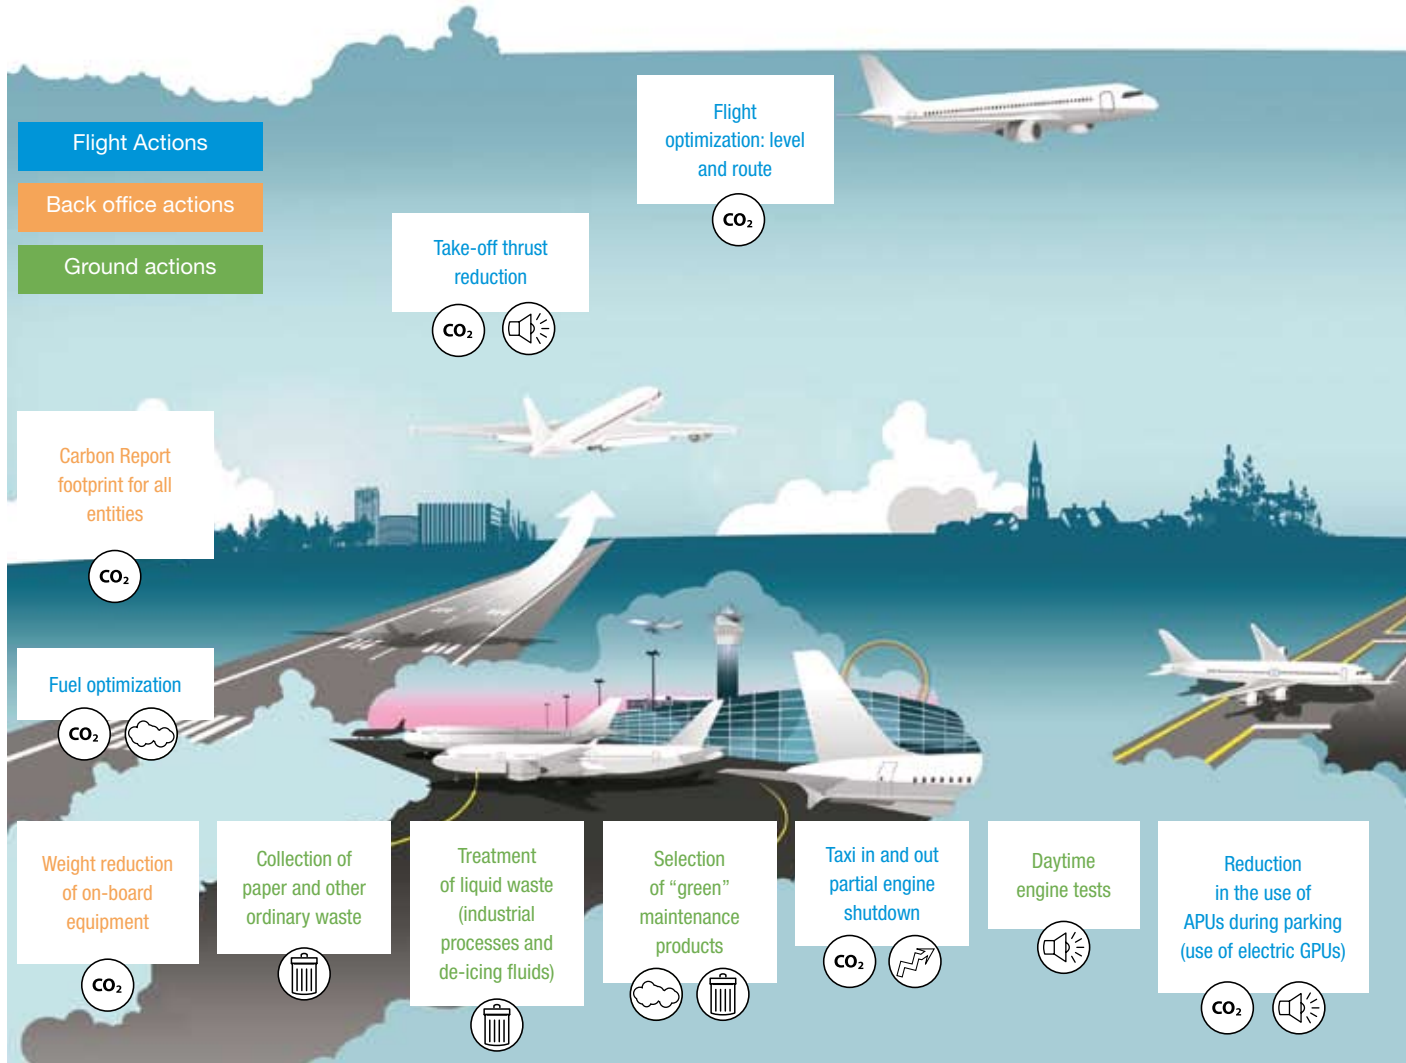 Flight Actions
Back office actions
Ground actions
Flight
optimization: level
and route
CO₂
Take-off thrust
reduction
CO₂
Carbon Report
footprint for all
entities
CO₂
Fuel optimization
CO₂
Weight reduction
of on-board
equipment
CO₂
Collection of
paper and other
ordinary waste
Treatment
of liquid waste
(industrial
processes and
de-icing fluids)
Selection
of “green”
maintenance
products
Taxi in and out
partial engine
shutdown
CO₂
Daytime
engine tests
Reduction
in the use of
APUs during parking
(use of electric GPUs)
CO₂